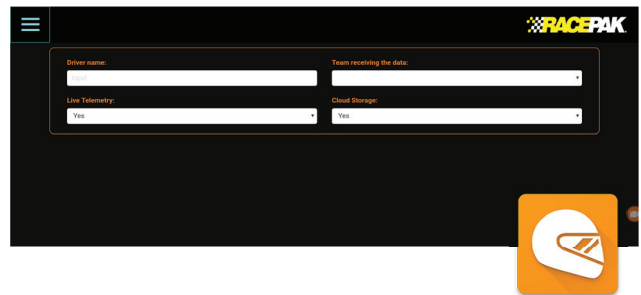 RACEPAK
Driver name:
Team receiving the data:
Input
Live Telemetry:
Cloud Storage:
Yes
Yes